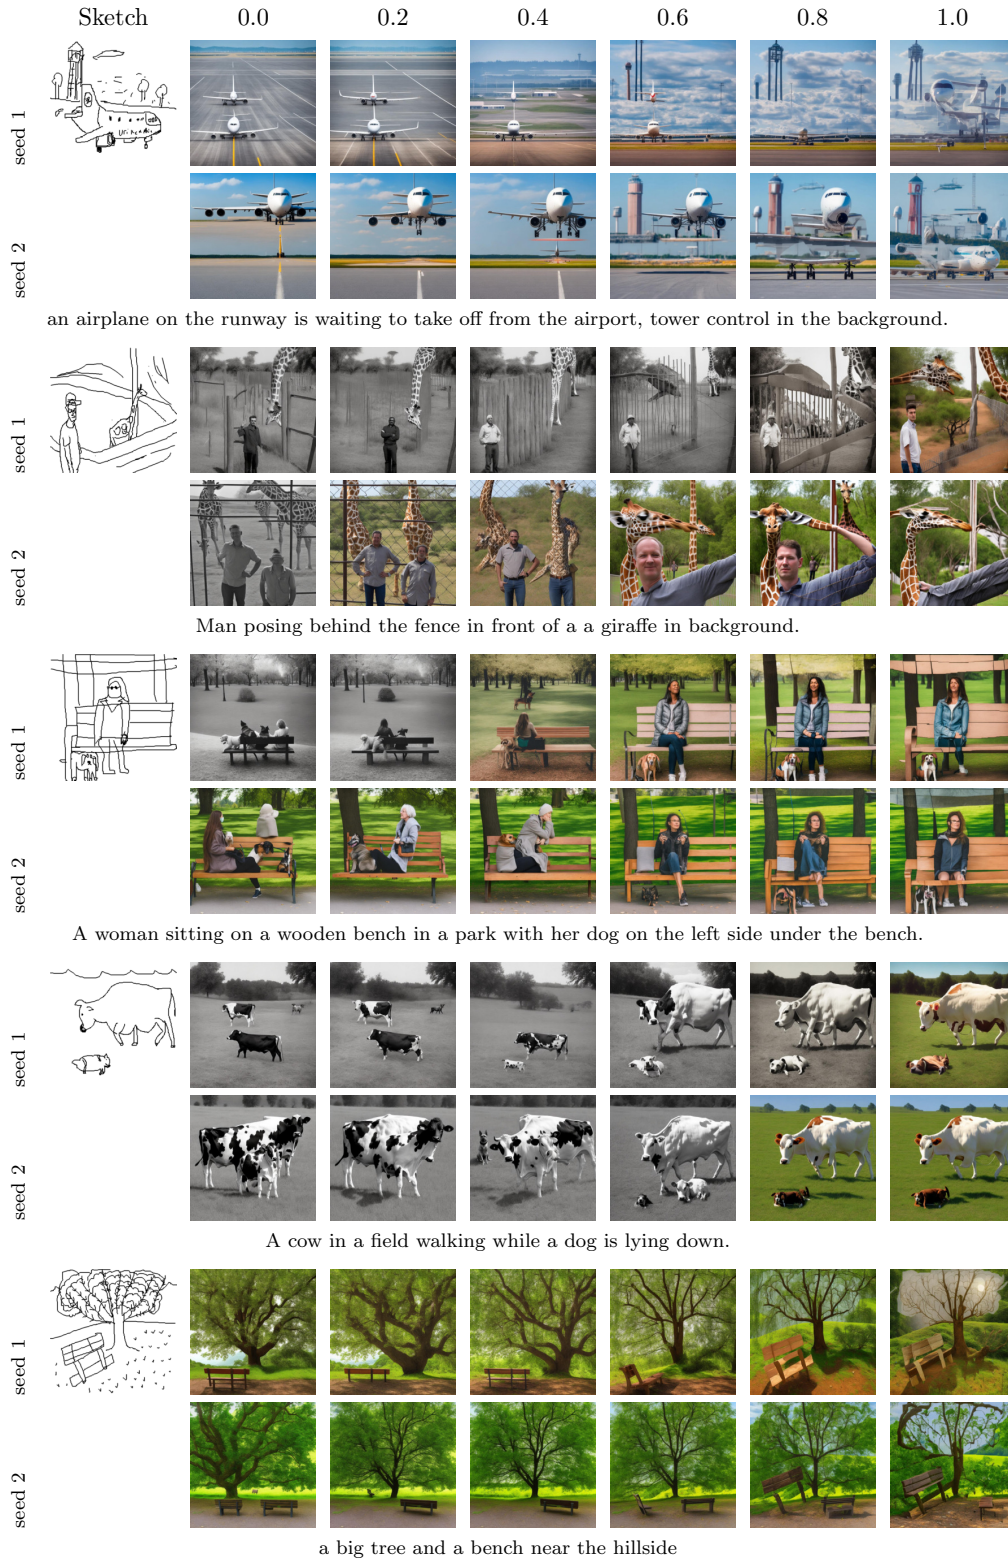 Sketch 0.0 0.2 0.4 0.6 0.8 1.0
seed 1
seed 2
an airplane on the runway is waiting to take off from the airport, tower control in the background.
seed 1
seed 2
Man posing behind the fence in front of a a giraffe in background.
seed 1
seed 2
A woman sitting on a wooden bench in a park with her dog on the left side under the bench.
seed 1
seed 2
A cow in a field walking while a dog is lying down.
seed 1
seed 2
a big tree and a bench near the hillside